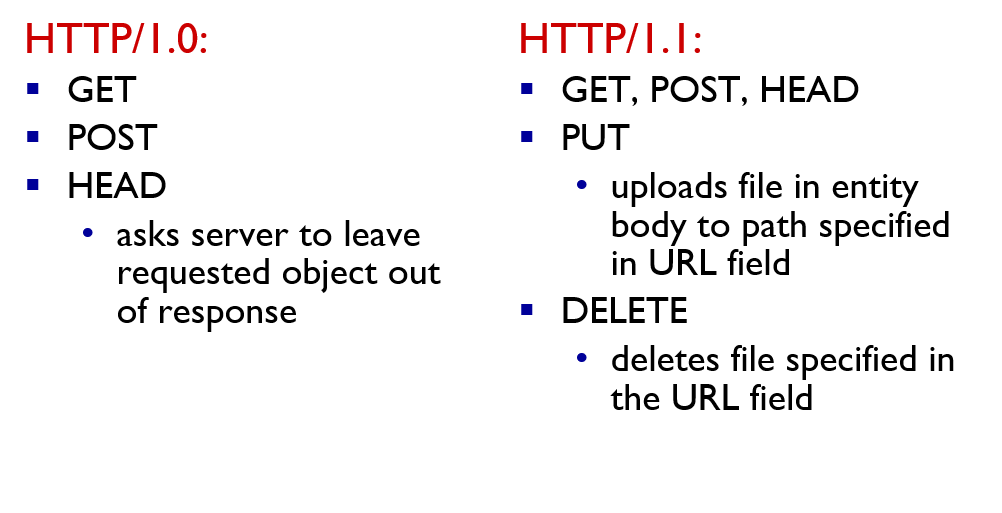 HTTP/1.0:
▪ GET
▪ POST
▪ HEAD
• asks server to leave
requested object out
of response
HTTP/1.1:
▪ GET, POST, HEAD
▪ PUT
• uploads file in entity
body to path specified
in URL field
▪ DELETE
• deletes file specified in
the URL field